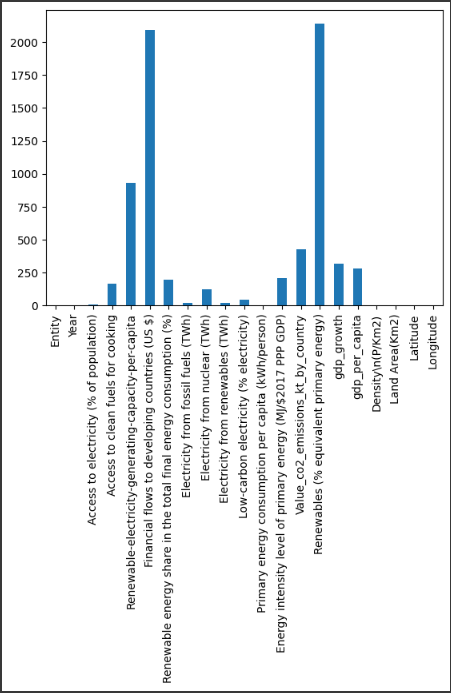 2000
1750
1500
1250
1000
750
500
250
0
Entity
Year
Access to electricity (% of population)
Access to clean fuels for cooking
Renewable-electricity-generating-capacity-per-capita
Financial flows to developing countries (US $)
Renewable energy share in the total final energy consumption (%)
Electricity from fossil fuels (TWh)
Electricity from nuclear (TWh)
Electricity from renewables (TWh)
Low-carbon electricity (% electricity)
Primary energy consumption per capita (kWh/person)
Energy intensity level of primary energy (MJ/$2017 PPP GDP)
Value_co2_emissions_kt_by_country
Renewables (% equivalent primary energy)
gdp_growth
gdp_per_capita
Density\n(P/Km2)
Land Area(Km2)
Latitude
Longitude